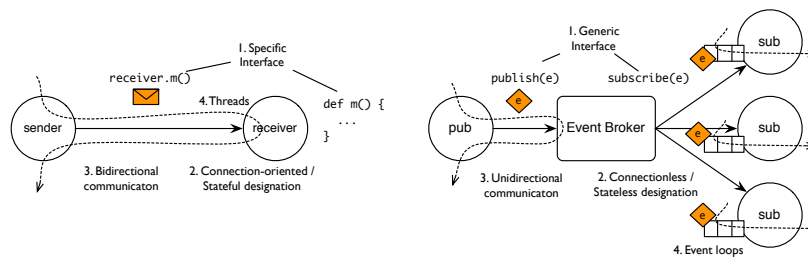 1. Specific
Interface
receiver.m()
4. Threads
def m() {
...
}
sender
receiver
3. Bidirectional
communicaton
2. Connection-oriented /
Stateful designation
1. Generic
Interface
publish(e)
subscribe(e)
e
pub
Event Broker
3. Unidirectional
communicaton
2. Connectionless /
Stateless designation
e
sub
e
sub
e
sub
4. Event loops